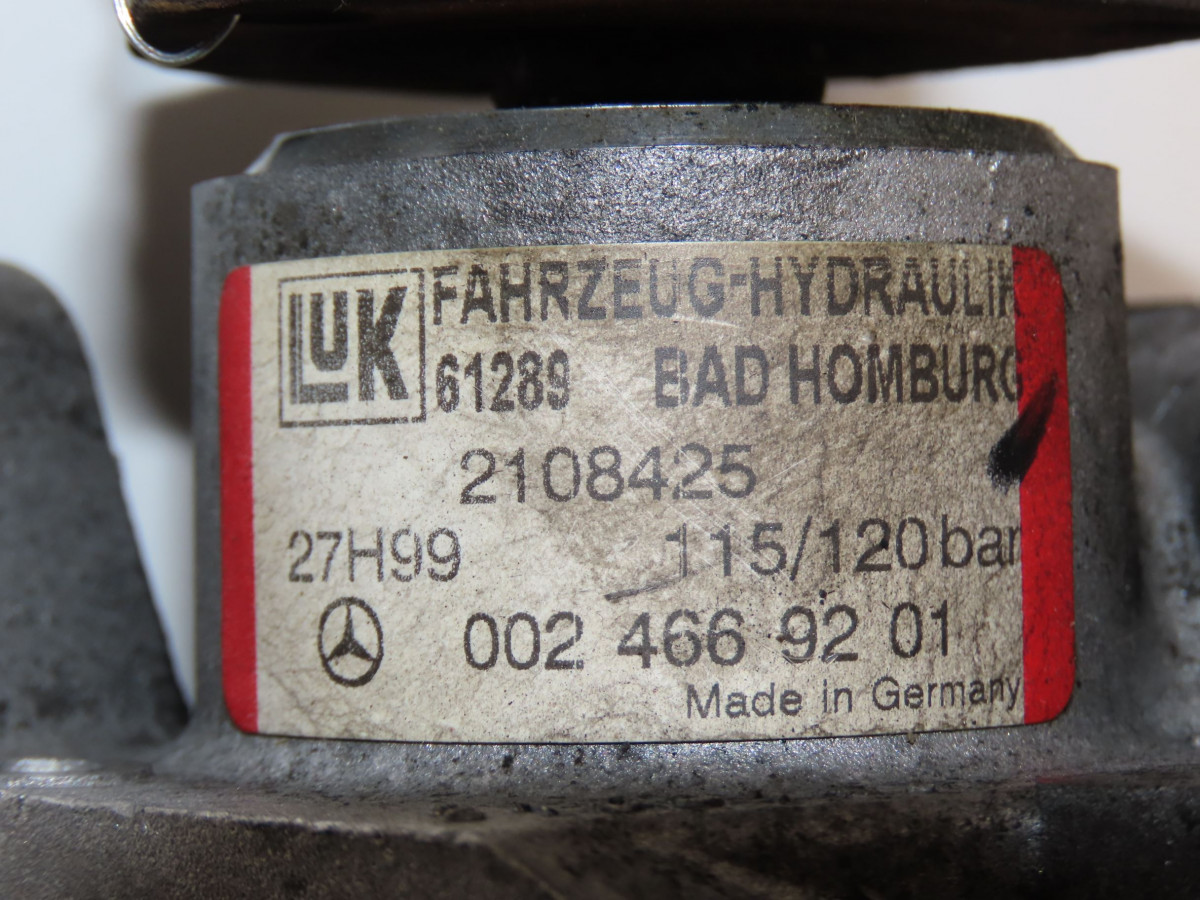 LUK FAHRZEUG-HYDRAULIK
61289 BAD HOMBURG
2108425
27H99 115/120 bar
002 466 92 01
Made in Germany